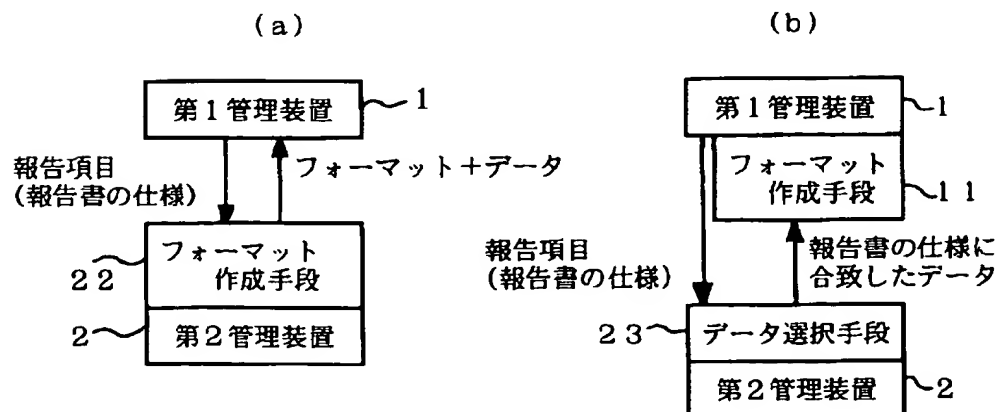 (a)
第1管理装置
1
報告項目
(報告書の仕様)
フォーマット+データ
フォーマット
作成手段
22
2
第2管理装置
(b)
第1管理装置
1
フォーマット
作成手段
11
報告項目
(報告書の仕様)
報告書の仕様に
合致したデータ
23
データ選択手段
第2管理装置
2